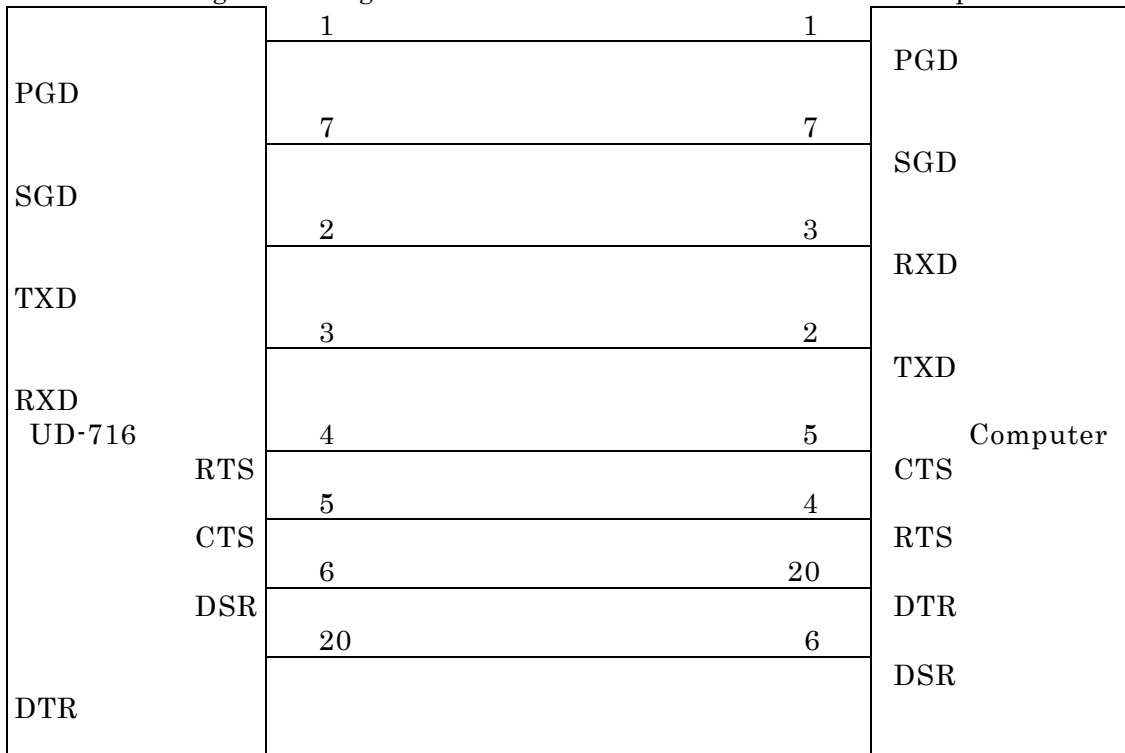 1 1
PGD
PGD
7 7
SGD
SGD
2 3
RXD
TXD
3 2
TXD
RXD
UD-716 4 5 Computer
RTS CTS
5 4
CTS RTS
6 20
DSR DTR
20 6
DSR
DTR